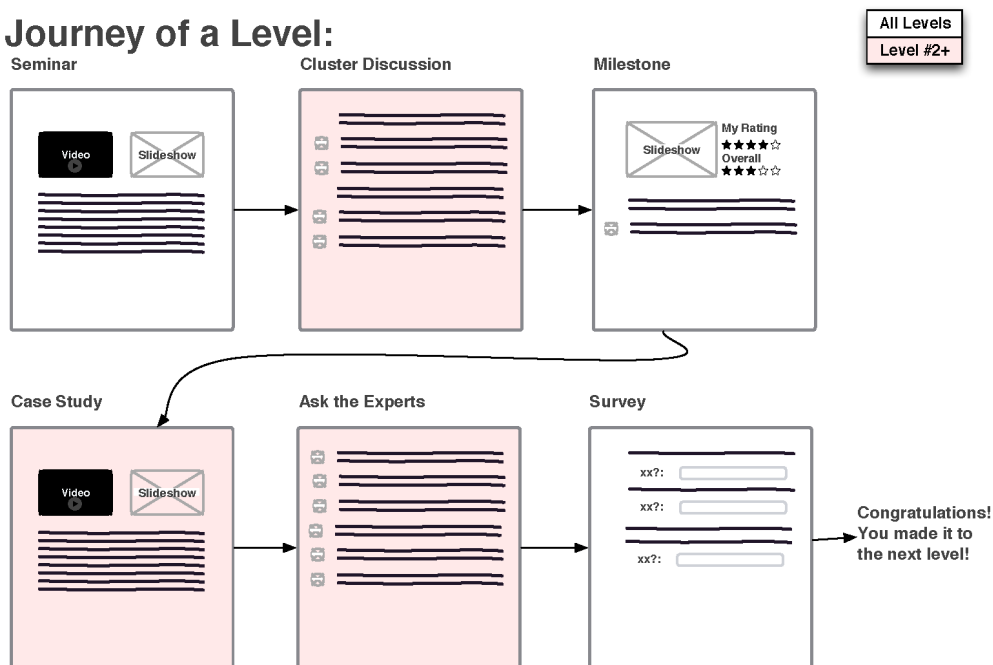 Journey of a Level:
All Levels
Level #2+
Seminar
Cluster Discussion
Milestone
Video
Slideshow
Slideshow
My Rating
Overall
Case Study
Ask the Experts
Survey
Video
Slideshow
xx?:
xx?:
xx?:
Congratulations!
You made it to
the next level!